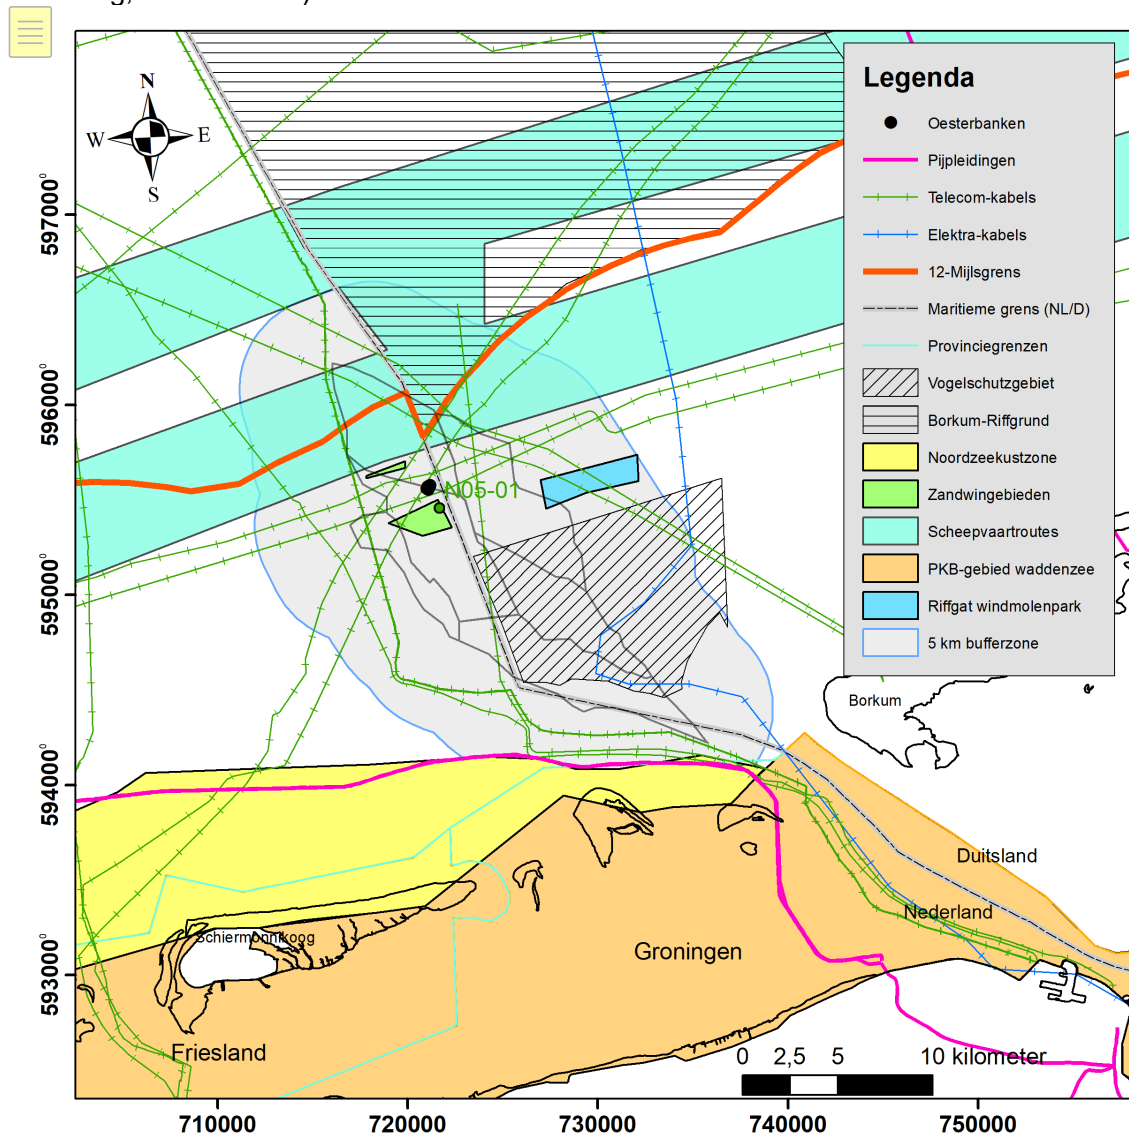 N
W
E
S
Legenda
Oesterbanken
Pijpleidingen
Telecom-kabels
Elektra-kabels
12-Mijlsgrens
Maritieme grens (NL/D)
Provinciegrenzen
Vogelschutzgebiet
Borkum-Riffgrund
Noordzeekustzone
Zandwingebieden
Scheepvaartroutes
PKB-gebied waddenzee
Riffgat windmolenpark
5 km bufferzone
597000°
596000°
595000°
594000°
593000°
N05-01
Borkum
Duitsland
Nederland
Schiermonnikoog
Groningen
Friesland
0 2,5 5 10 kilometer
710000 720000 730000 740000 750000